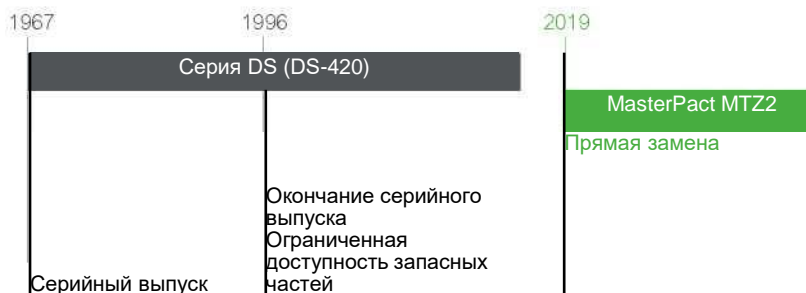 1967
1996
2019
Серия DS (DS-420)
MasterPact MTZ2
Прямая замена
Окончание серийного
выпуска
Ограниченная
доступность запасных
частей
Серийный выпуск